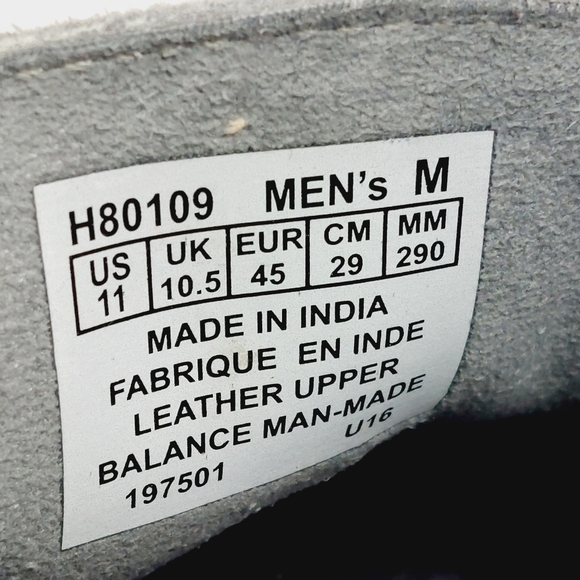 H80109 MEN's M
US UK EUR CM MM
11 10.5 45 29 290
MADE IN INDIA
FABRIQUE EN INDE
LEATHER UPPER
BALANCE MAN-MADE
197501 U16